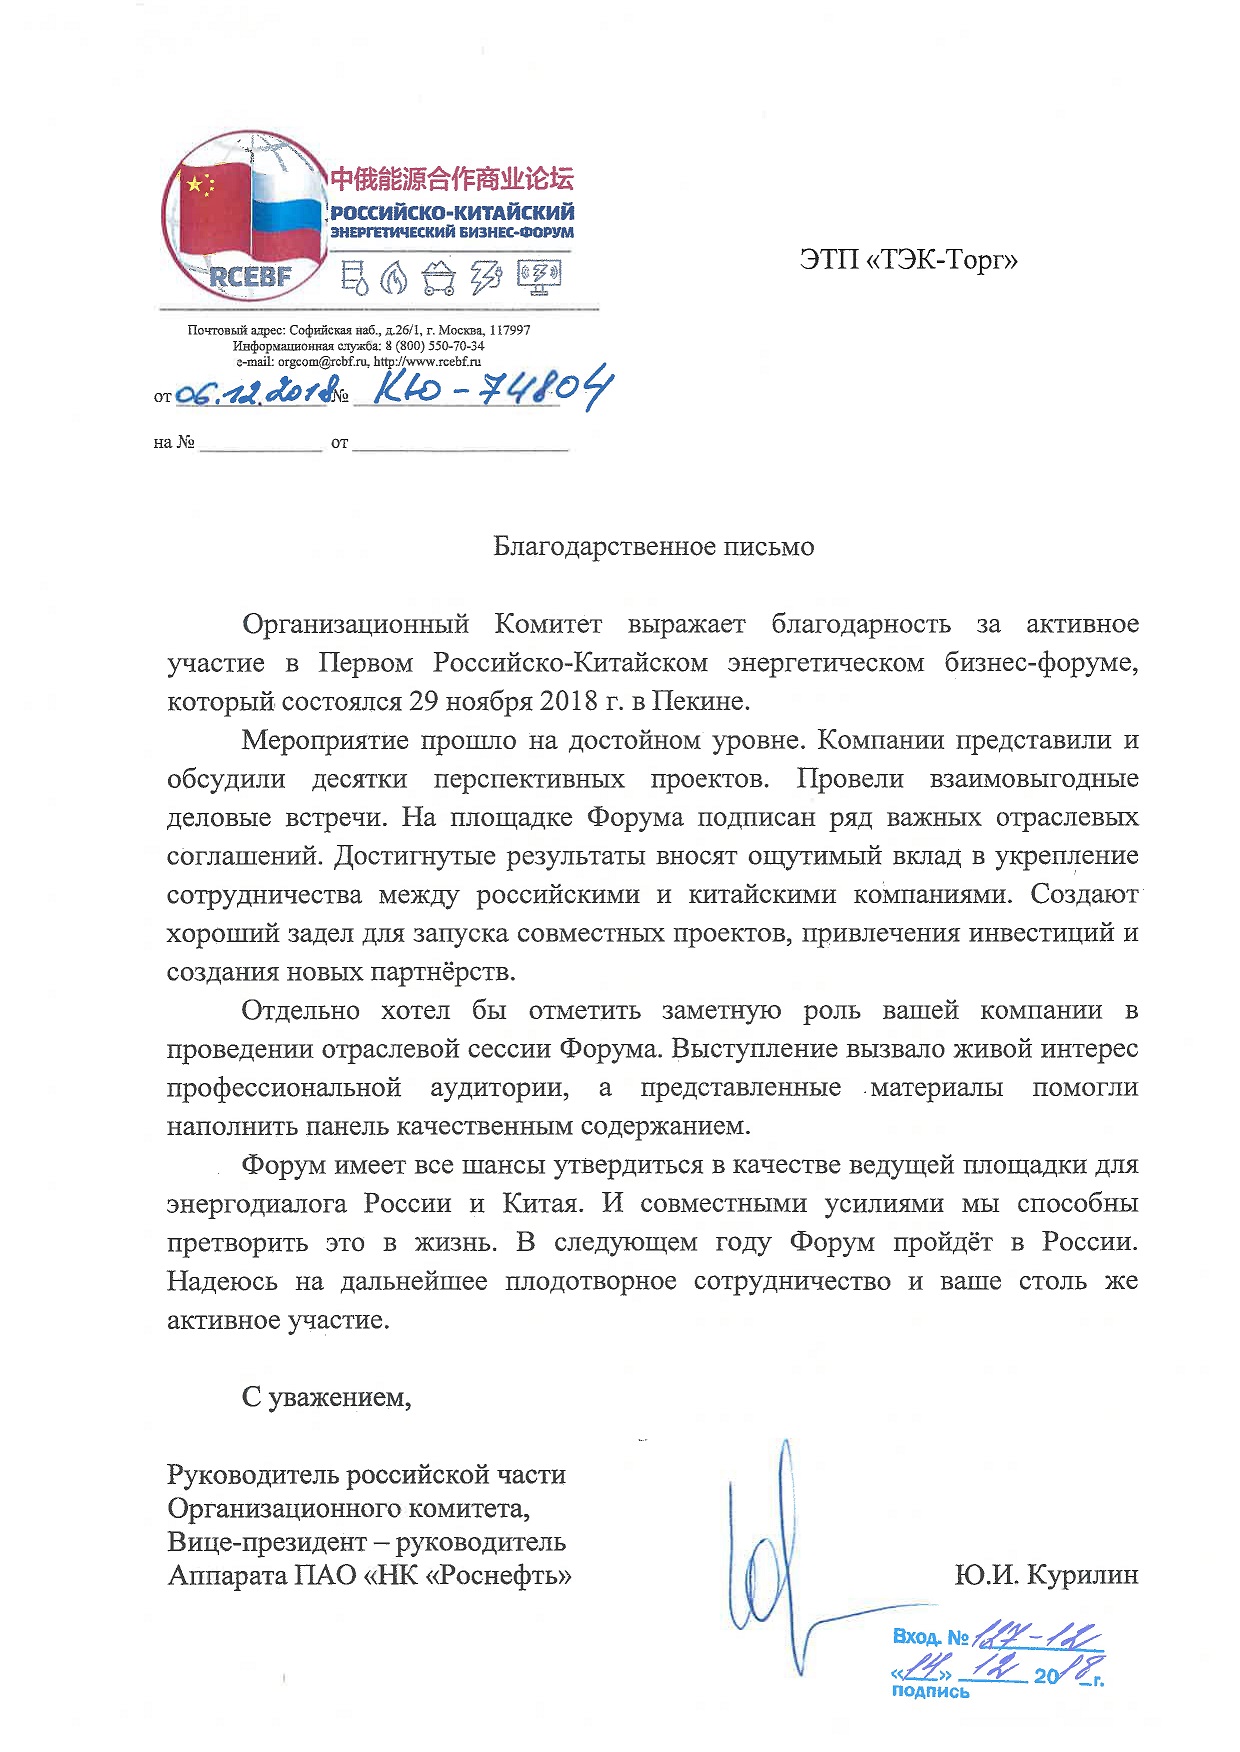 中俄能源合作商业论坛
РОССИЙСКО-КИТАЙСКИЙ
ЭНЕРГЕТИЧЕСКИЙ БИЗНЕС-ФОРУМ
RCEBF
ЭТП «ТЭК-Торг»
Почтовый адрес: Софийская наб., д.26/1, г. Москва, 117997
Информационная служба: 8 (800) 550-70-34
e-mail: orgcom@rcbf.ru, http://www.rcebf.ru
от 06.12.2018 № КЮ-74804
на № ______________ от ________________________
Благодарственное письмо
Организационный Комитет выражает благодарность за активное
участие в Первом Российско-Китайском энергетическом бизнес-форуме,
который состоялся 29 ноября 2018 г. в Пекине.
Мероприятие прошло на достойном уровне. Компании представили и
обсудили десятки перспективных проектов. Провели взаимовыгодные
деловые встречи. На площадке Форума подписан ряд важных отраслевых
соглашений. Достигнутые результаты вносят ощутимый вклад в укрепление
сотрудничества между российскими и китайскими компаниями. Создают
хороший задел для запуска совместных проектов, привлечения инвестиций и
создания новых партнёрств.
Отдельно хотел бы отметить заметную роль вашей компании в
проведении отраслевой сессии Форума. Выступление вызвало живой интерес
профессиональной аудитории, а представленные материалы помогли
наполнить панель качественным содержанием.
Форум имеет все шансы утвердиться в качестве ведущей площадки для
энергодиалога России и Китая. И совместными усилиями мы способны
претворить это в жизнь. В следующем году Форум пройдёт в России.
Надеюсь на дальнейшее плодотворное сотрудничество и ваше столь же
активное участие.
С уважением,
Руководитель российской части
Организационного комитета,
Вице-президент – руководитель
Аппарата ПАО «НК «Роснефть»
Ю.И. Курилин
Вход. № 127-12
«14» 12 2018 г.
подпись